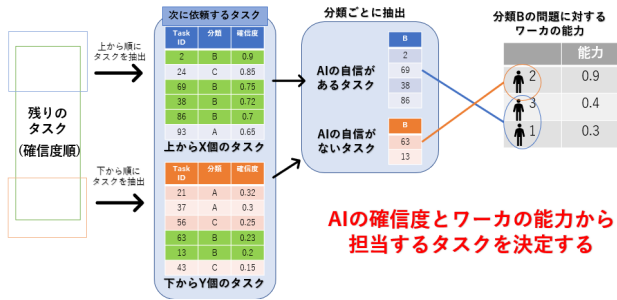 次に依頼するタスク
分類ごとに抽出
分類Bの問題に対する
ワーカの能力
上から順に
タスクを抽出
残りの
タスク
(確信度順)
下から順に
タスクを抽出
Task ID 分類 確信度
2 B 0.9
24 C 0.85
69 B 0.75
38 B 0.72
86 B 0.7
93 A 0.65
上からX個のタスク
Task ID 分類 確信度
21 A 0.32
37 A 0.3
56 C 0.25
63 B 0.23
13 B 0.2
43 C 0.15
下からY個のタスク
AIの自信が
あるタスク
B
2
69
38
86
AIの自信が
ないタスク
B
63
13
能力
2 0.9
3 0.4
1 0.3
AIの確信度とワーカの能力から
担当するタスクを決定する